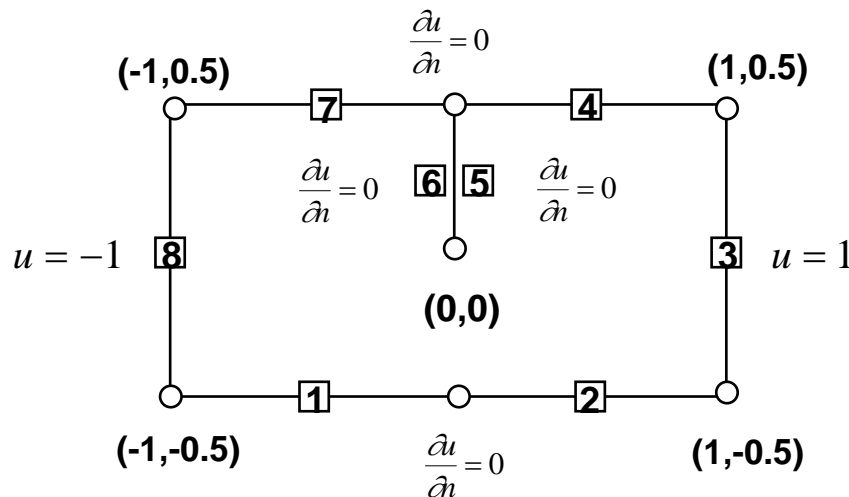 ∂u/∂n = 0
(-1,0.5)
(1,0.5)
7
4
∂u/∂n = 0
6
5
∂u/∂n = 0
u = −1
8
3
u = 1
(0,0)
1
2
(-1,-0.5)
∂u/∂n = 0
(1,-0.5)